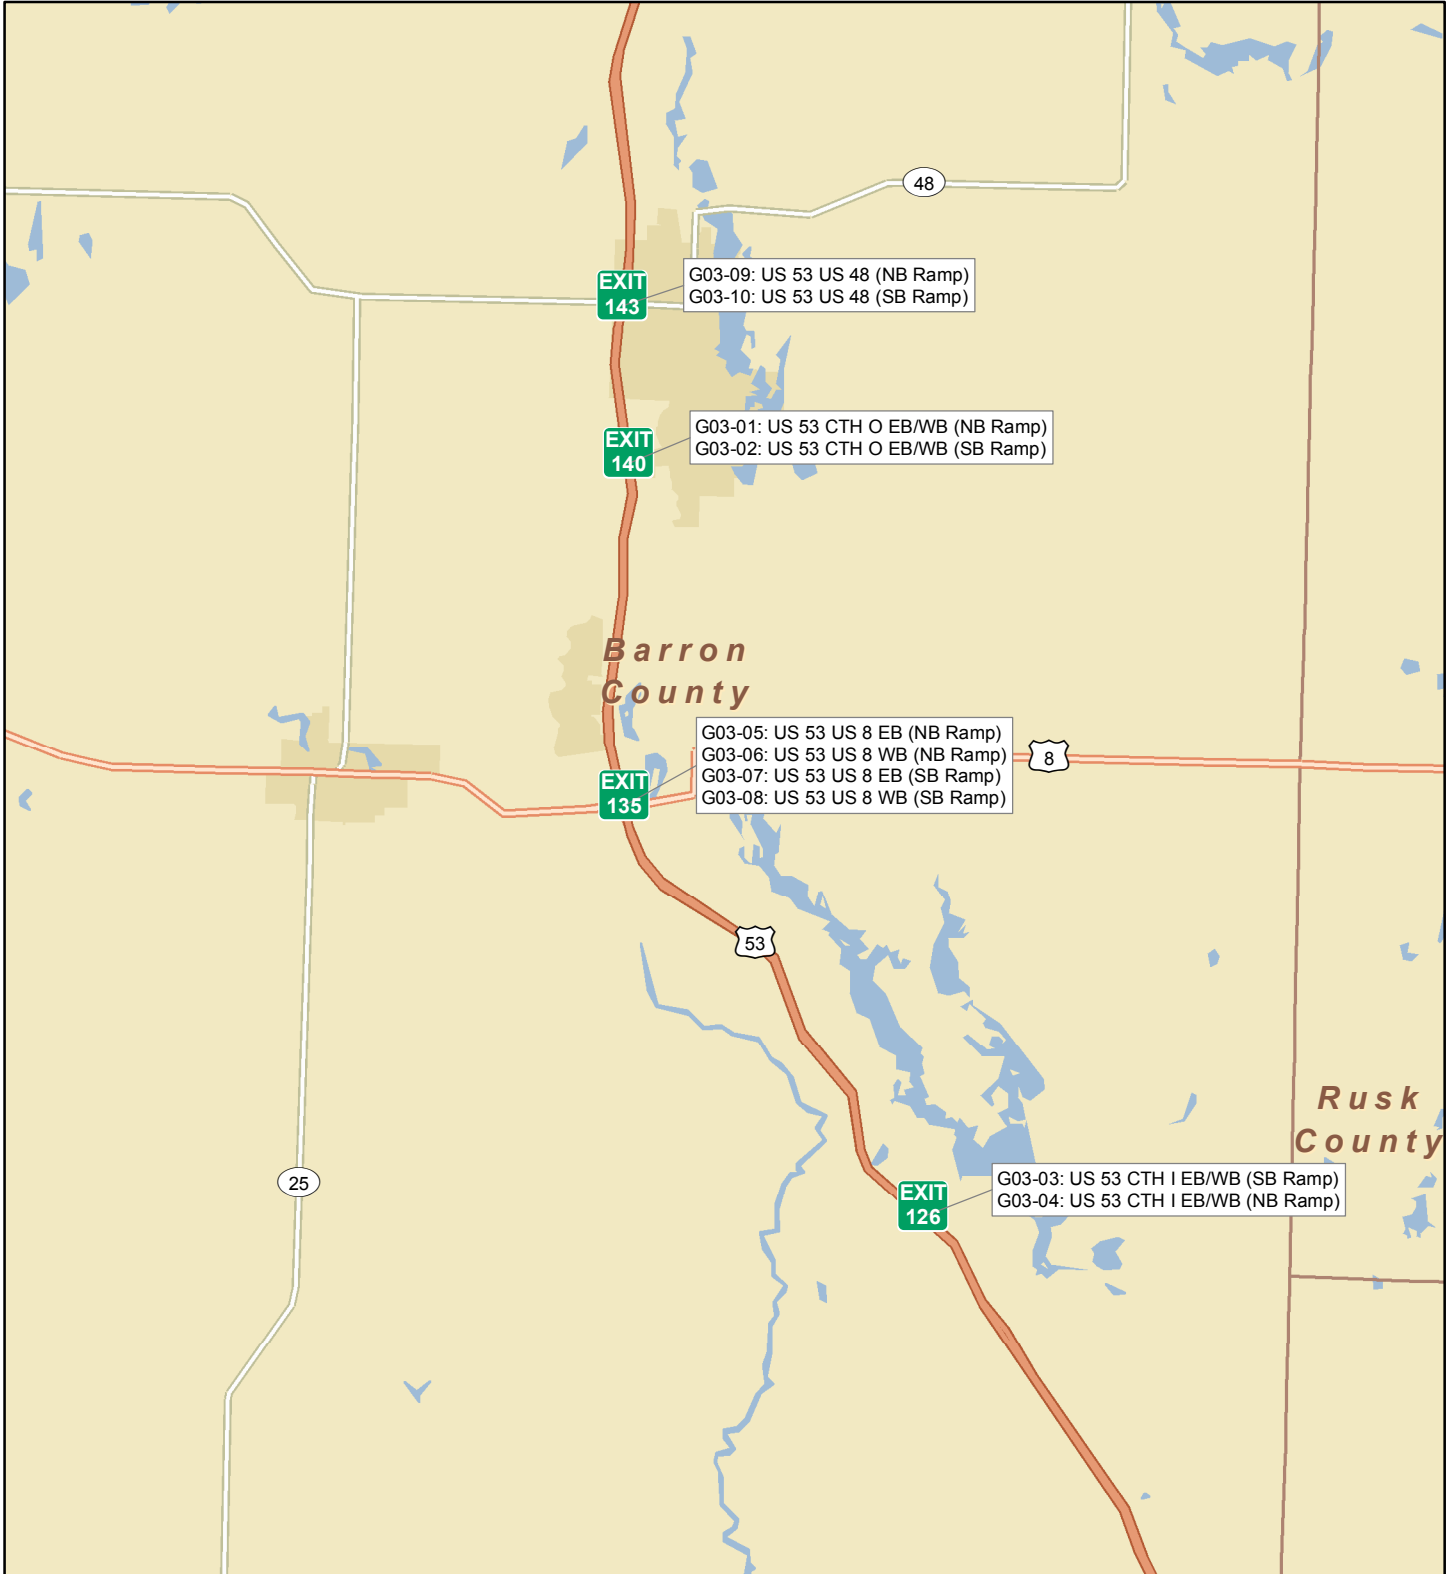 48
EXIT
143
G03-09: US 53 US 48 (NB Ramp)
G03-10: US 53 US 48 (SB Ramp)
EXIT
140
G03-01: US 53 CTH O EB/WB (NB Ramp)
G03-02: US 53 CTH O EB/WB (SB Ramp)
Barron
County
EXIT
135
G03-05: US 53 US 8 EB (NB Ramp)
G03-06: US 53 US 8 WB (NB Ramp)
G03-07: US 53 US 8 EB (SB Ramp)
G03-08: US 53 US 8 WB (SB Ramp)
8
53
Rusk
County
25
EXIT
126
G03-03: US 53 CTH I EB/WB (SB Ramp)
G03-04: US 53 CTH I EB/WB (NB Ramp)